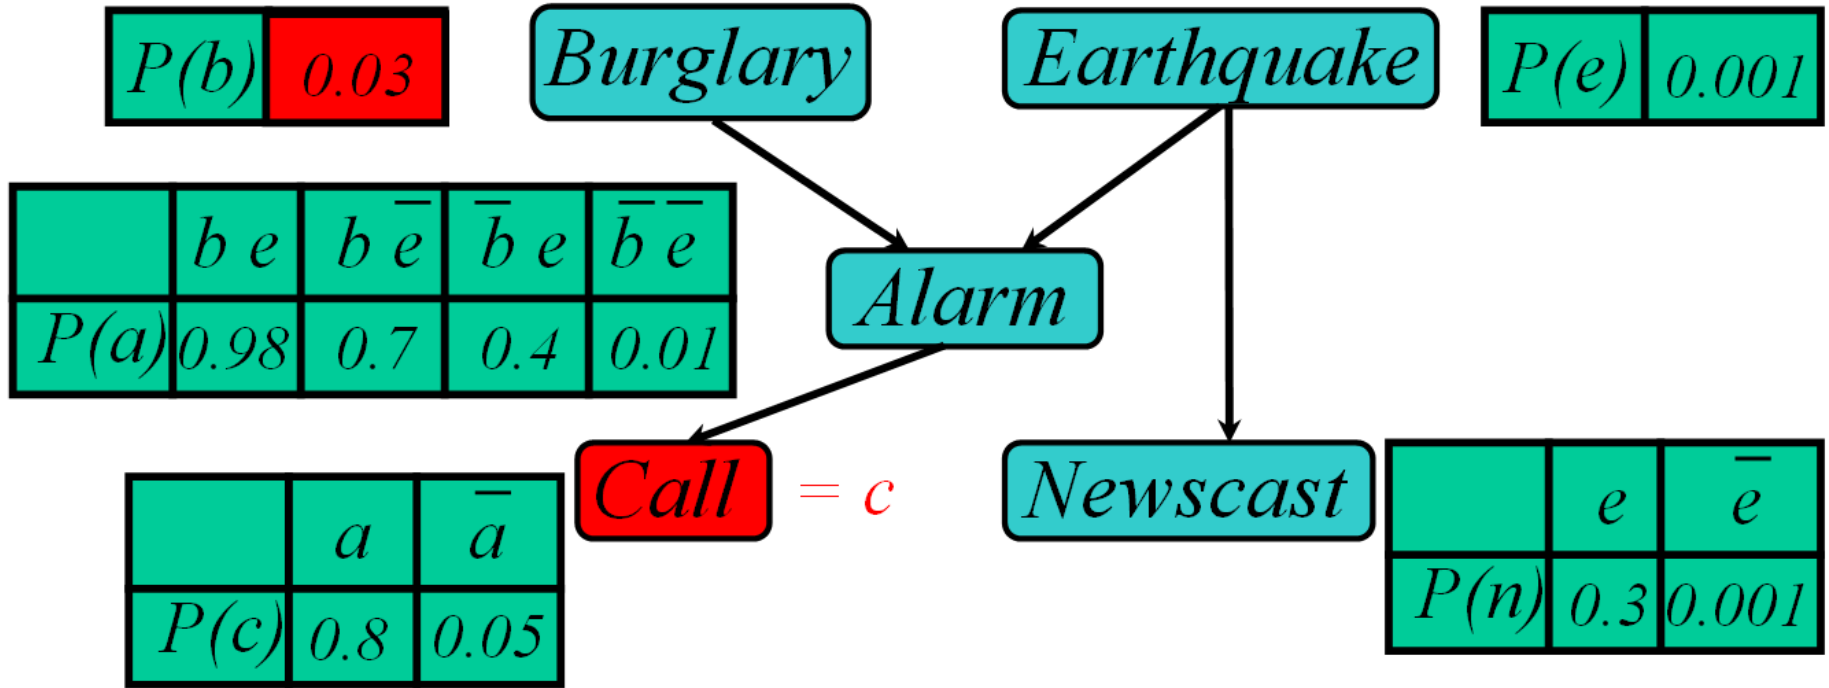 P(b) 0.03
Burglary
Earthquake
P(e) 0.001
b e b e̅ b̅ e b̅ e̅
P(a) 0.98 0.7 0.4 0.01
Alarm
Call = c
Newscast
a a̅
P(c) 0.8 0.05
e e̅
P(n) 0.3 0.001